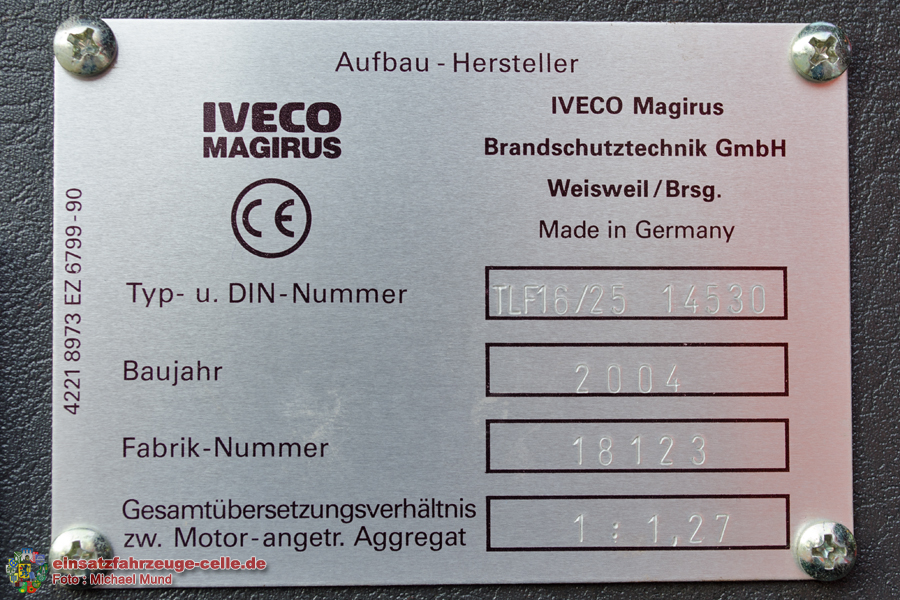 Aufbau - Hersteller
IVECO
MAGIRUS
CE
IVECO Magirus
Brandschutztechnik GmbH
Weisweil/Brsg.
Made in Germany
4221 8973 EZ 6799-90
Typ- u. DIN-Nummer TLF16/25 14530
Baujahr 2004
Fabrik-Nummer 18123
Gesamtübersetzungsverhältnis
zw. Motor-angetr. Aggregat 1 : 1,27
einsatzfahrzeuge-celle.de
Foto : Michael Mund